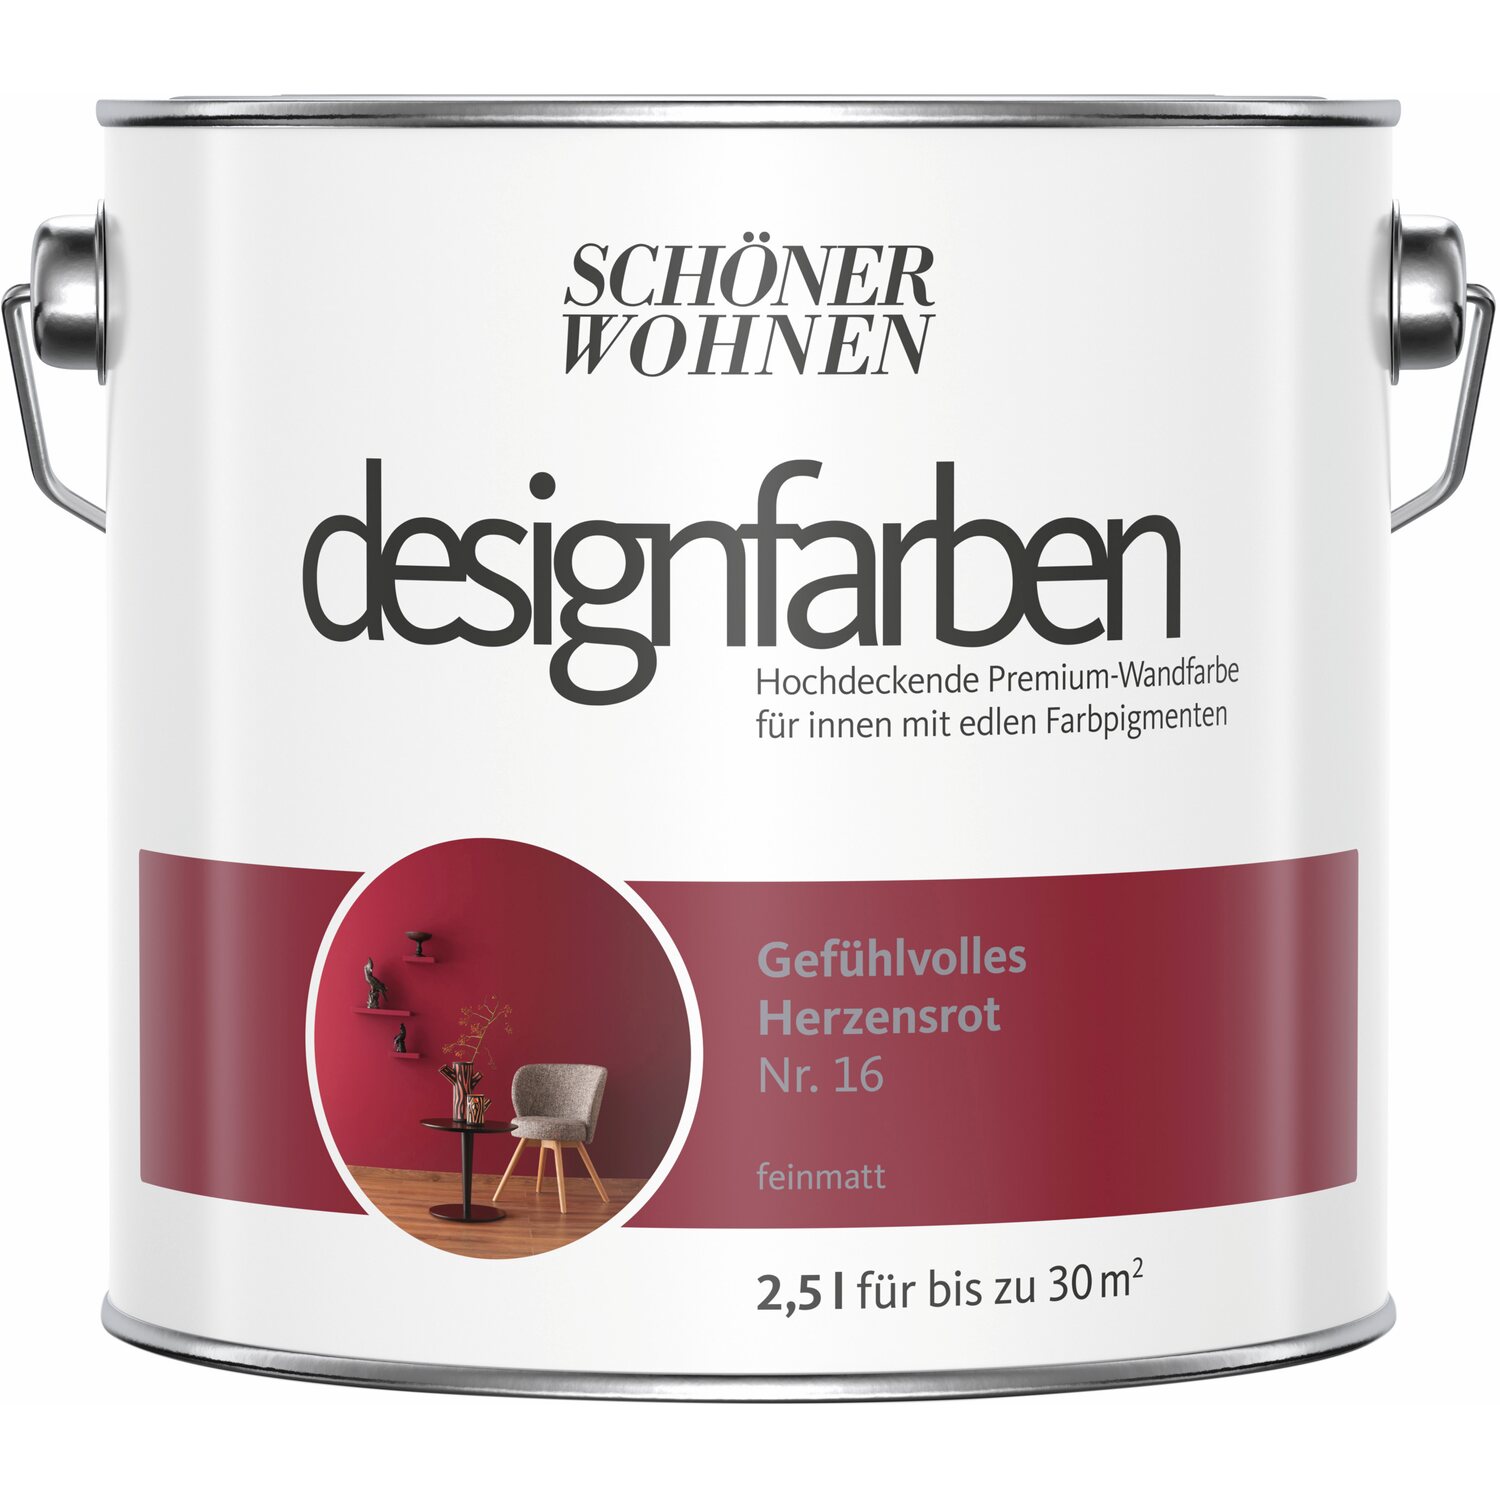 SCHÖNER
WOHNEN
designfarben
Hochdeckende Premium-Wandfarbe
für innen mit edlen Farbpigmenten
Gefühlvolles
Herzensrot
Nr. 16
feinmatt
2,5 l für bis zu 30 m²